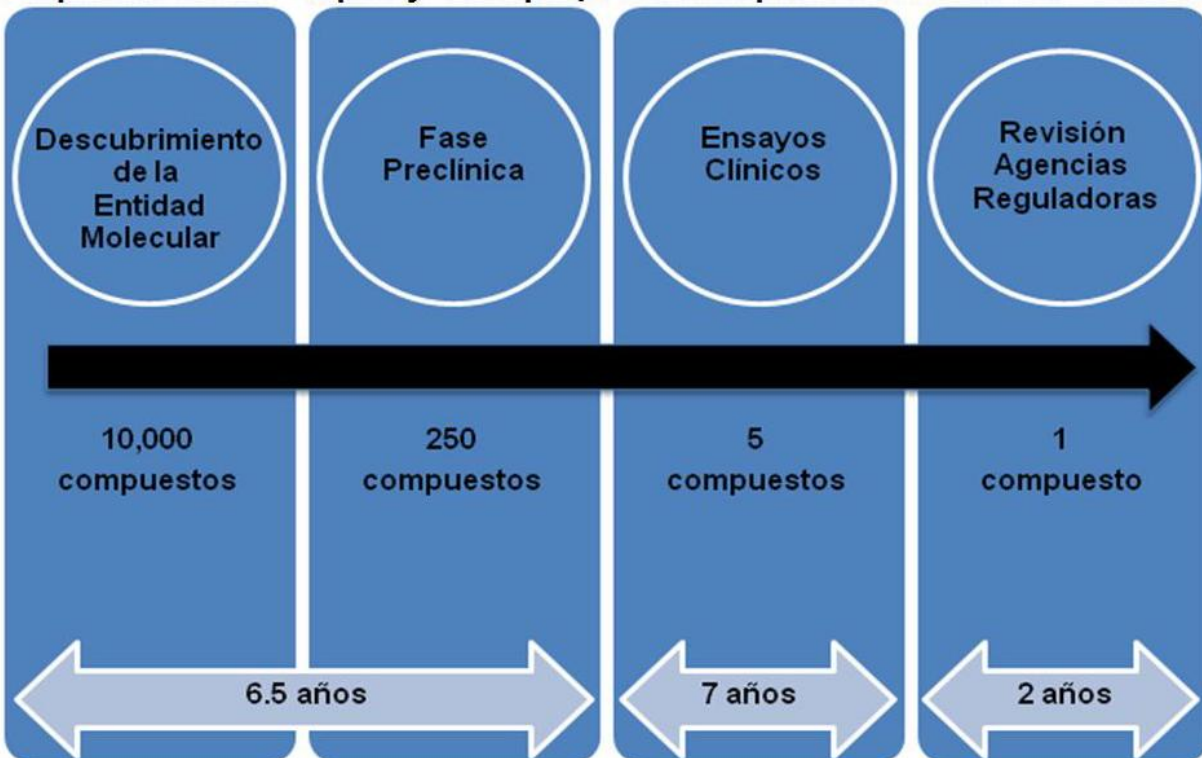 Descubrimiento
de la
Entidad
Molecular
Fase
Preclínica
Ensayos
Clínicos
Revisión
Agencias
Reguladoras
10,000
compuestos
250
compuestos
5
compuestos
1
compuesto
6.5 años
7 años
2 años